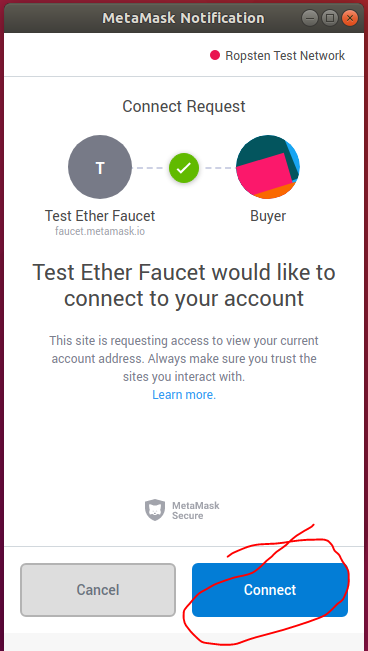 MetaMask Notification
Ropsten Test Network
Connect Request
T
Test Ether Faucet
faucet.metamask.io
Buyer
Test Ether Faucet would like to
connect to your account
This site is requesting access to view your current
account address. Always make sure you trust the
sites you interact with.
Learn more.
MetaMask
Secure
Cancel
Connect